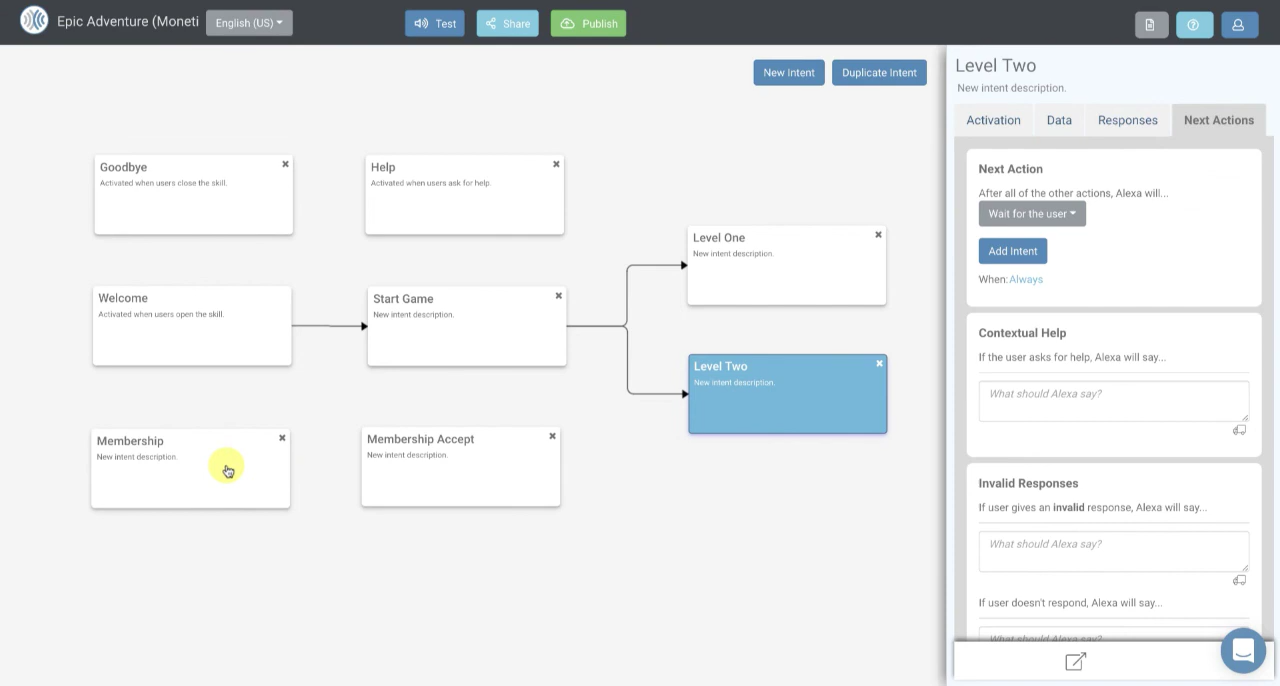 Epic Adventure (Moneti
English (US)
Test
Share
Publish
New Intent
Duplicate Intent
Goodbye
Activated when users close the skill.
Help
Activated when users ask for help.
Level One
New intent description.
Welcome
Activated when users open the skill.
Start Game
New intent description.
Level Two
New intent description.
Membership
New intent description.
Membership Accept
New intent description.
Level Two
New intent description.
Activation
Data
Responses
Next Actions
Next Action
After all of the other actions, Alexa will...
Wait for the user
Add Intent
When: Always
Contextual Help
If the user asks for help, Alexa will say...
What should Alexa say?
Invalid Responses
If user gives an invalid response, Alexa will say...
What should Alexa say?
If user doesn't respond, Alexa will say...
What should Alexa say?